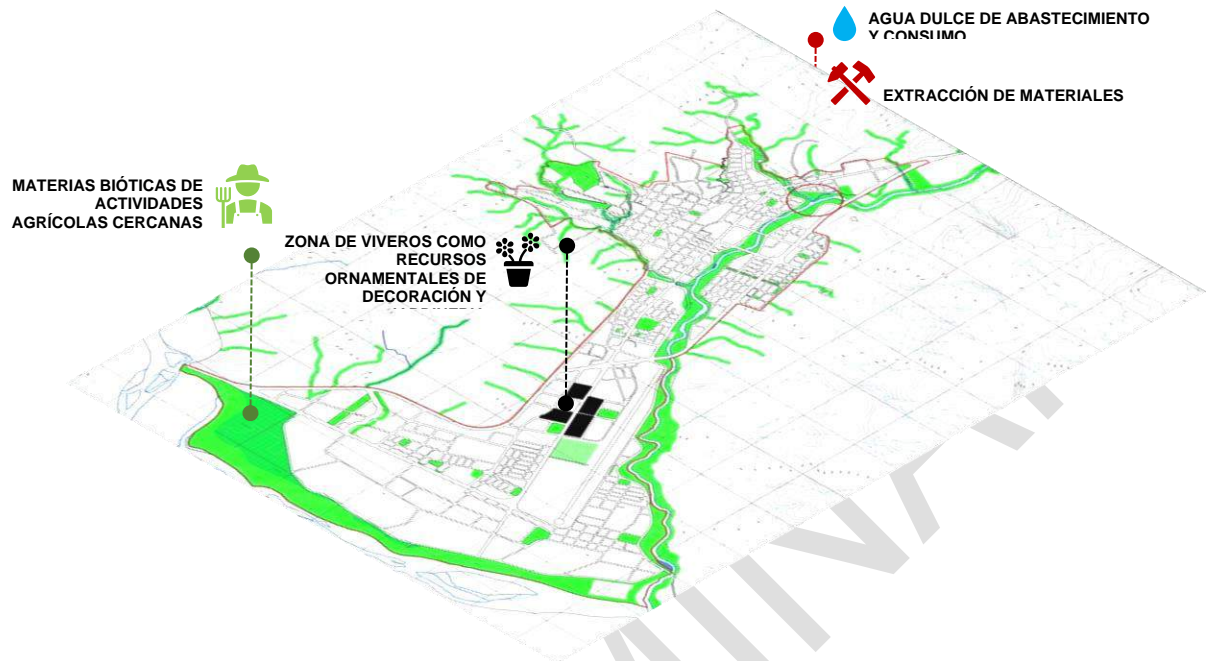 AGUA DULCE DE ABASTECIMIENTO
Y CONSUMO
EXTRACCIÓN DE MATERIALES
MATERIAS BIÓTICAS DE
ACTIVIDADES
AGRÍCOLAS CERCANAS
ZONA DE VIVEROS COMO
RECURSOS
ORNAMENTALES DE
DECORACIÓN Y